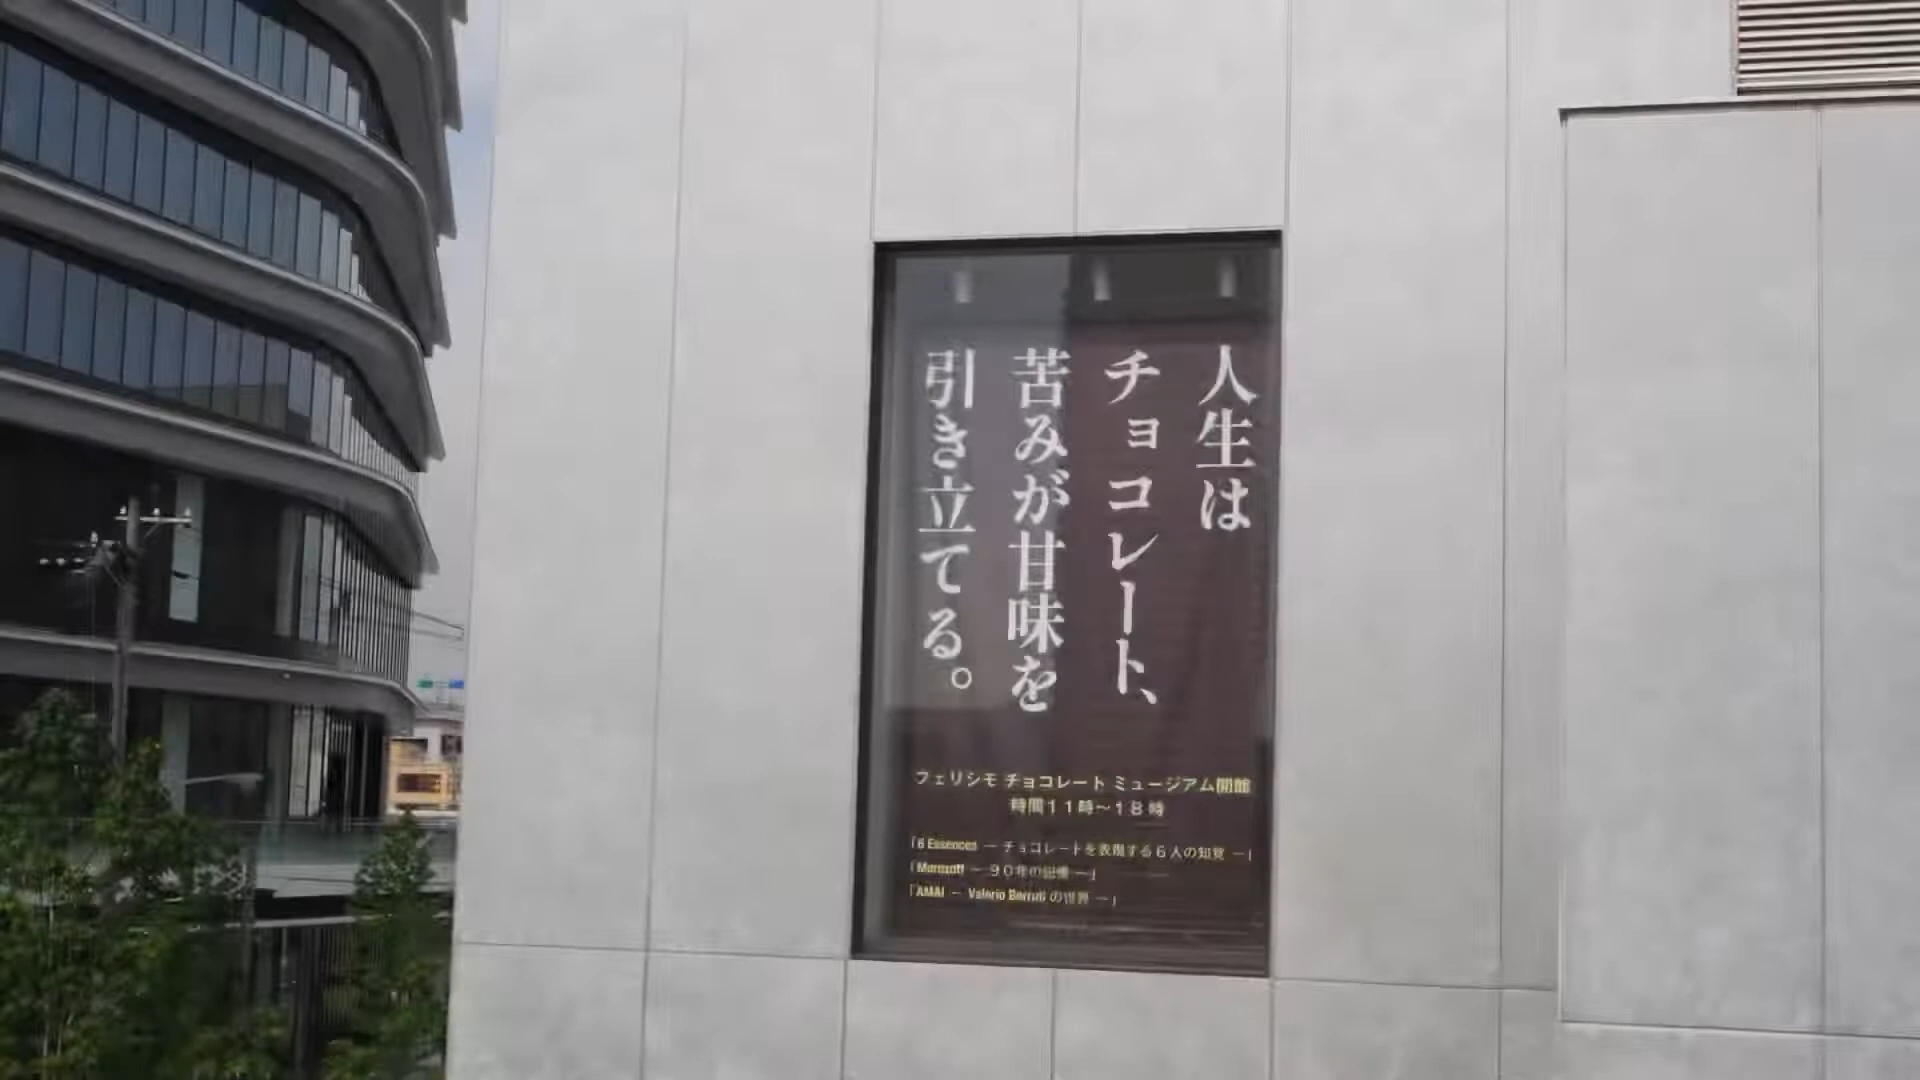 人生は
チョコレート、
苦みが甘味を
引き立てる。
フェリシモ チョコレート ミュージアム開館
時間11時〜18時
「6 Essences ― チョコレートを表現する6人の知覚 ―」
「Morozoff ― 90年の記憶 ―」
「AMAI ― Valerio Berruti の世界 ―」